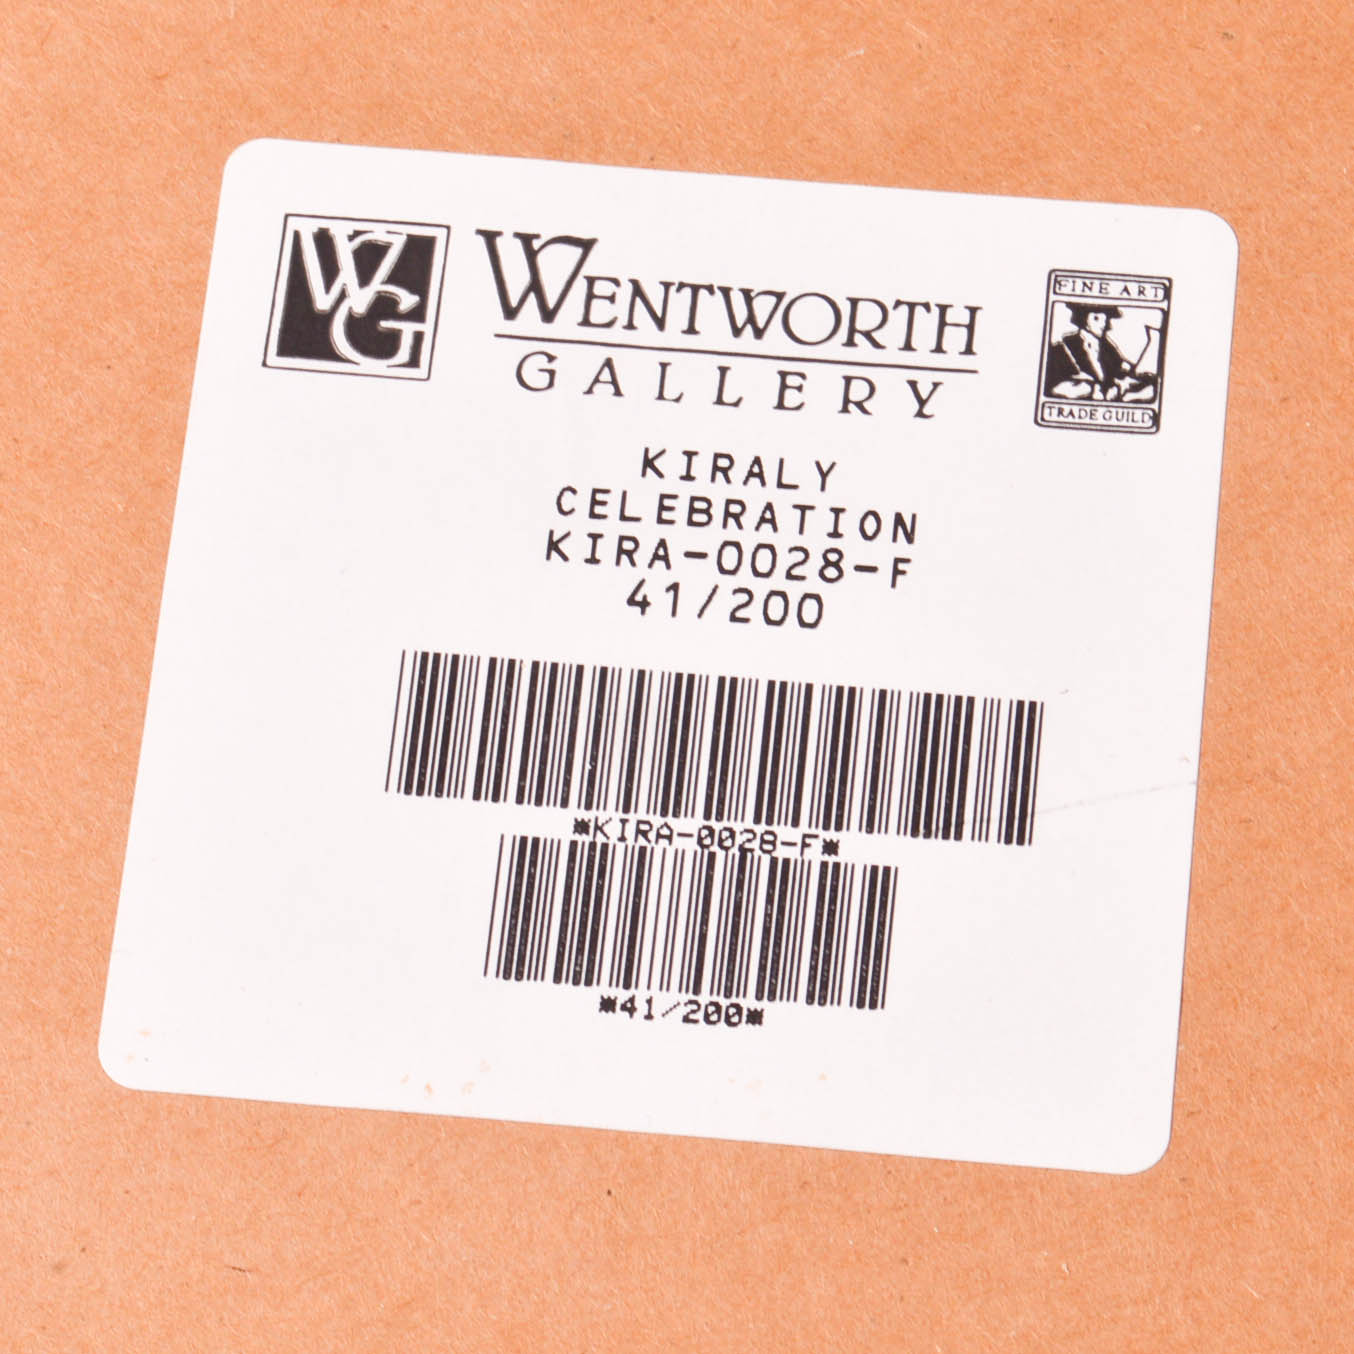 WG
WENTWORTH
GALLERY
FINE ART
TRADE GUILD
KIRALY
CELEBRATION
KIRA-0028-F
41/200
*KIRA-0028-F*
*41/200*